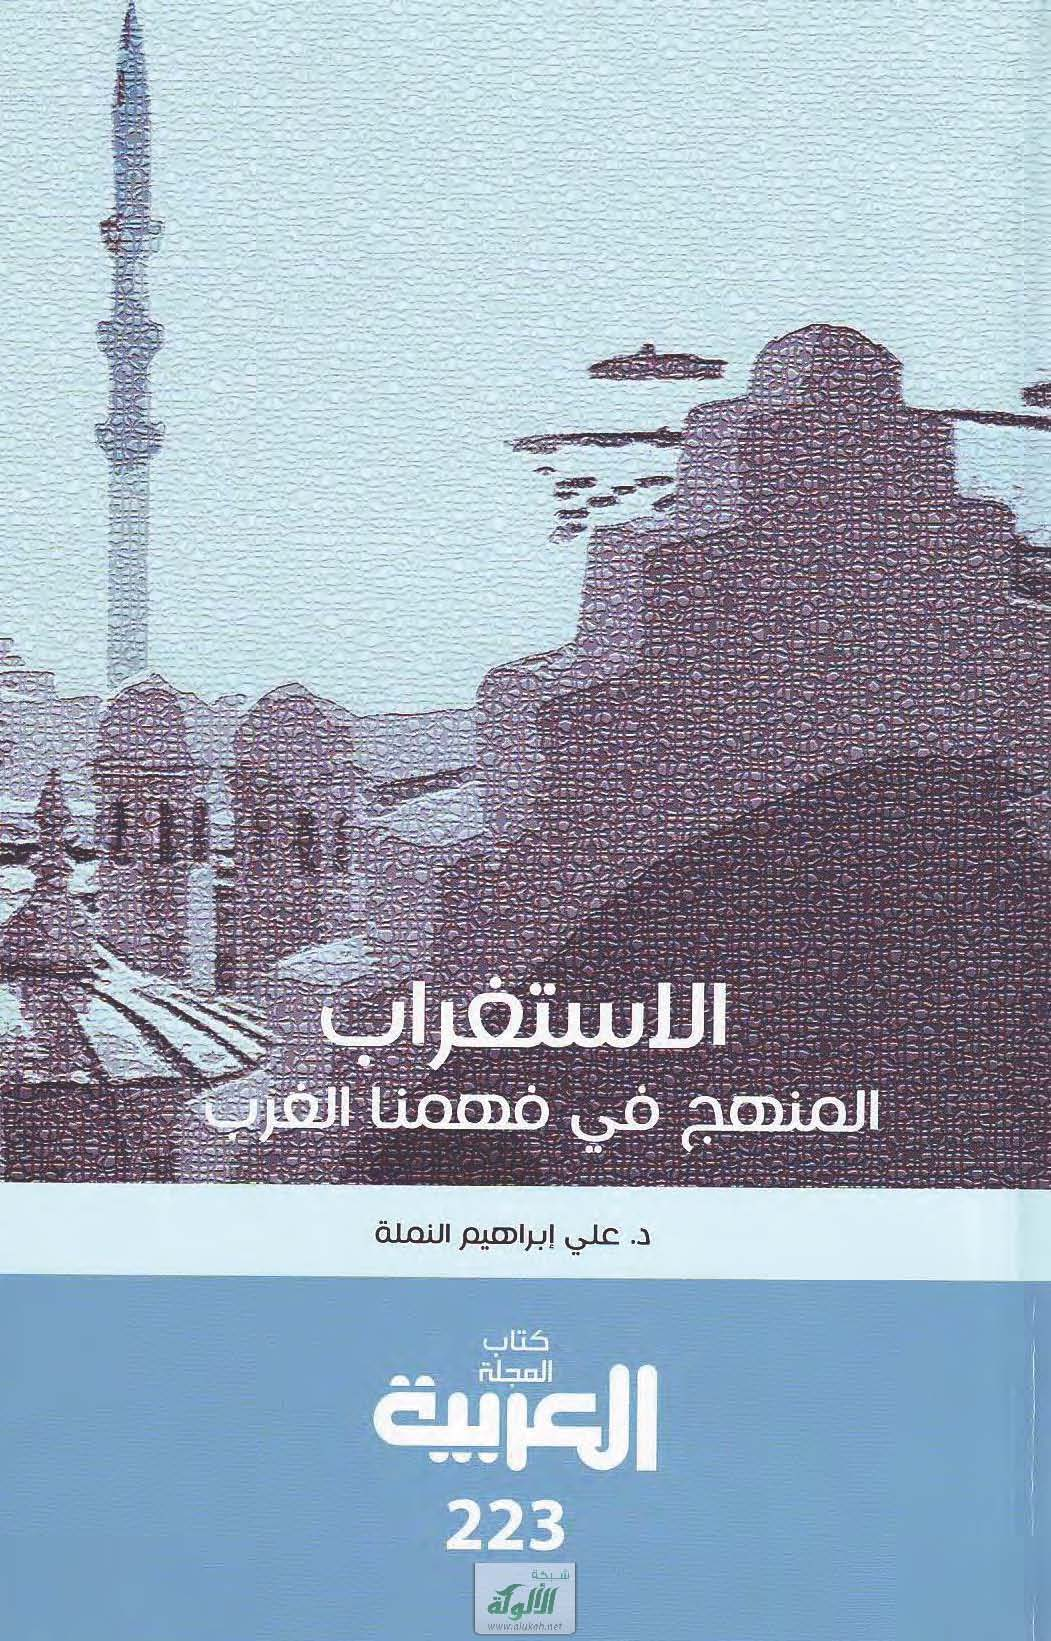 الاستغراب
المنهج في فهمنا الغرب
د. علي إبراهيم النملة
كتاب
المجلة
العربية
223
شبكة
الألوكة
www.alukah.net